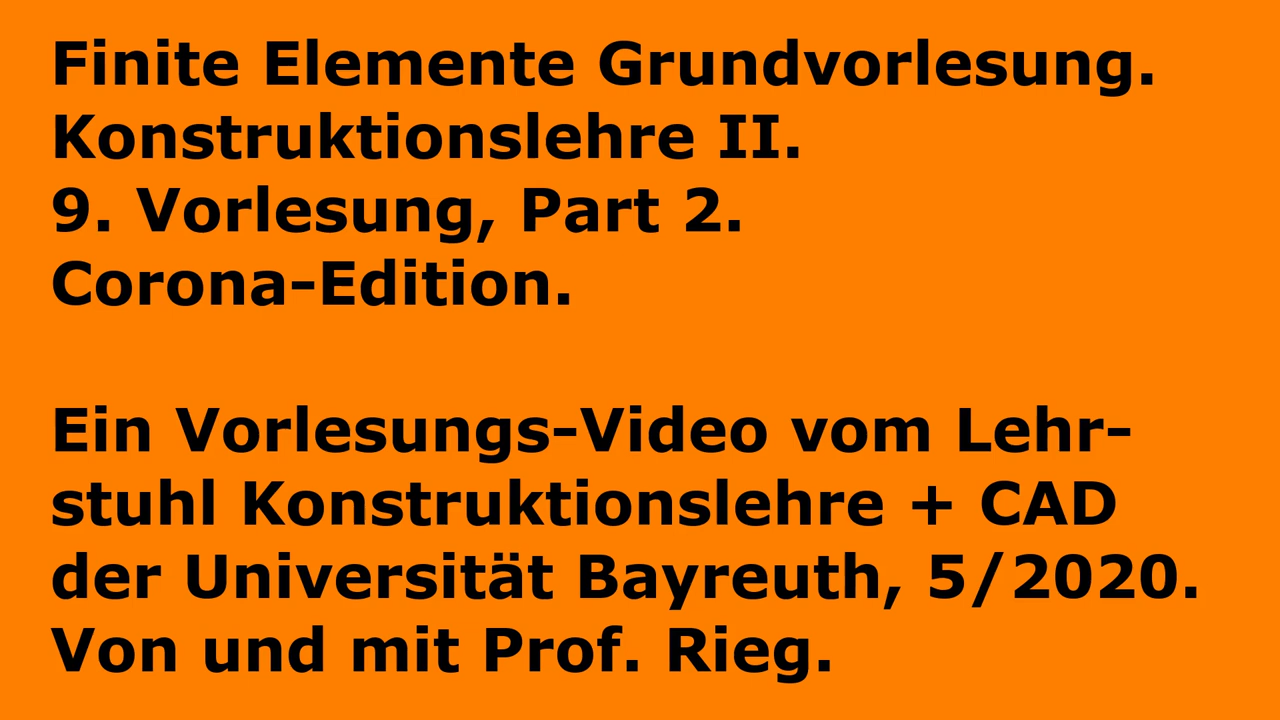 Finite Elemente Grundvorlesung.
Konstruktionslehre II.
9. Vorlesung, Part 2.
Corona-Edition.
Ein Vorlesungs-Video vom Lehr-
stuhl Konstruktionslehre + CAD
der Universität Bayreuth, 5/2020.
Von und mit Prof. Rieg.